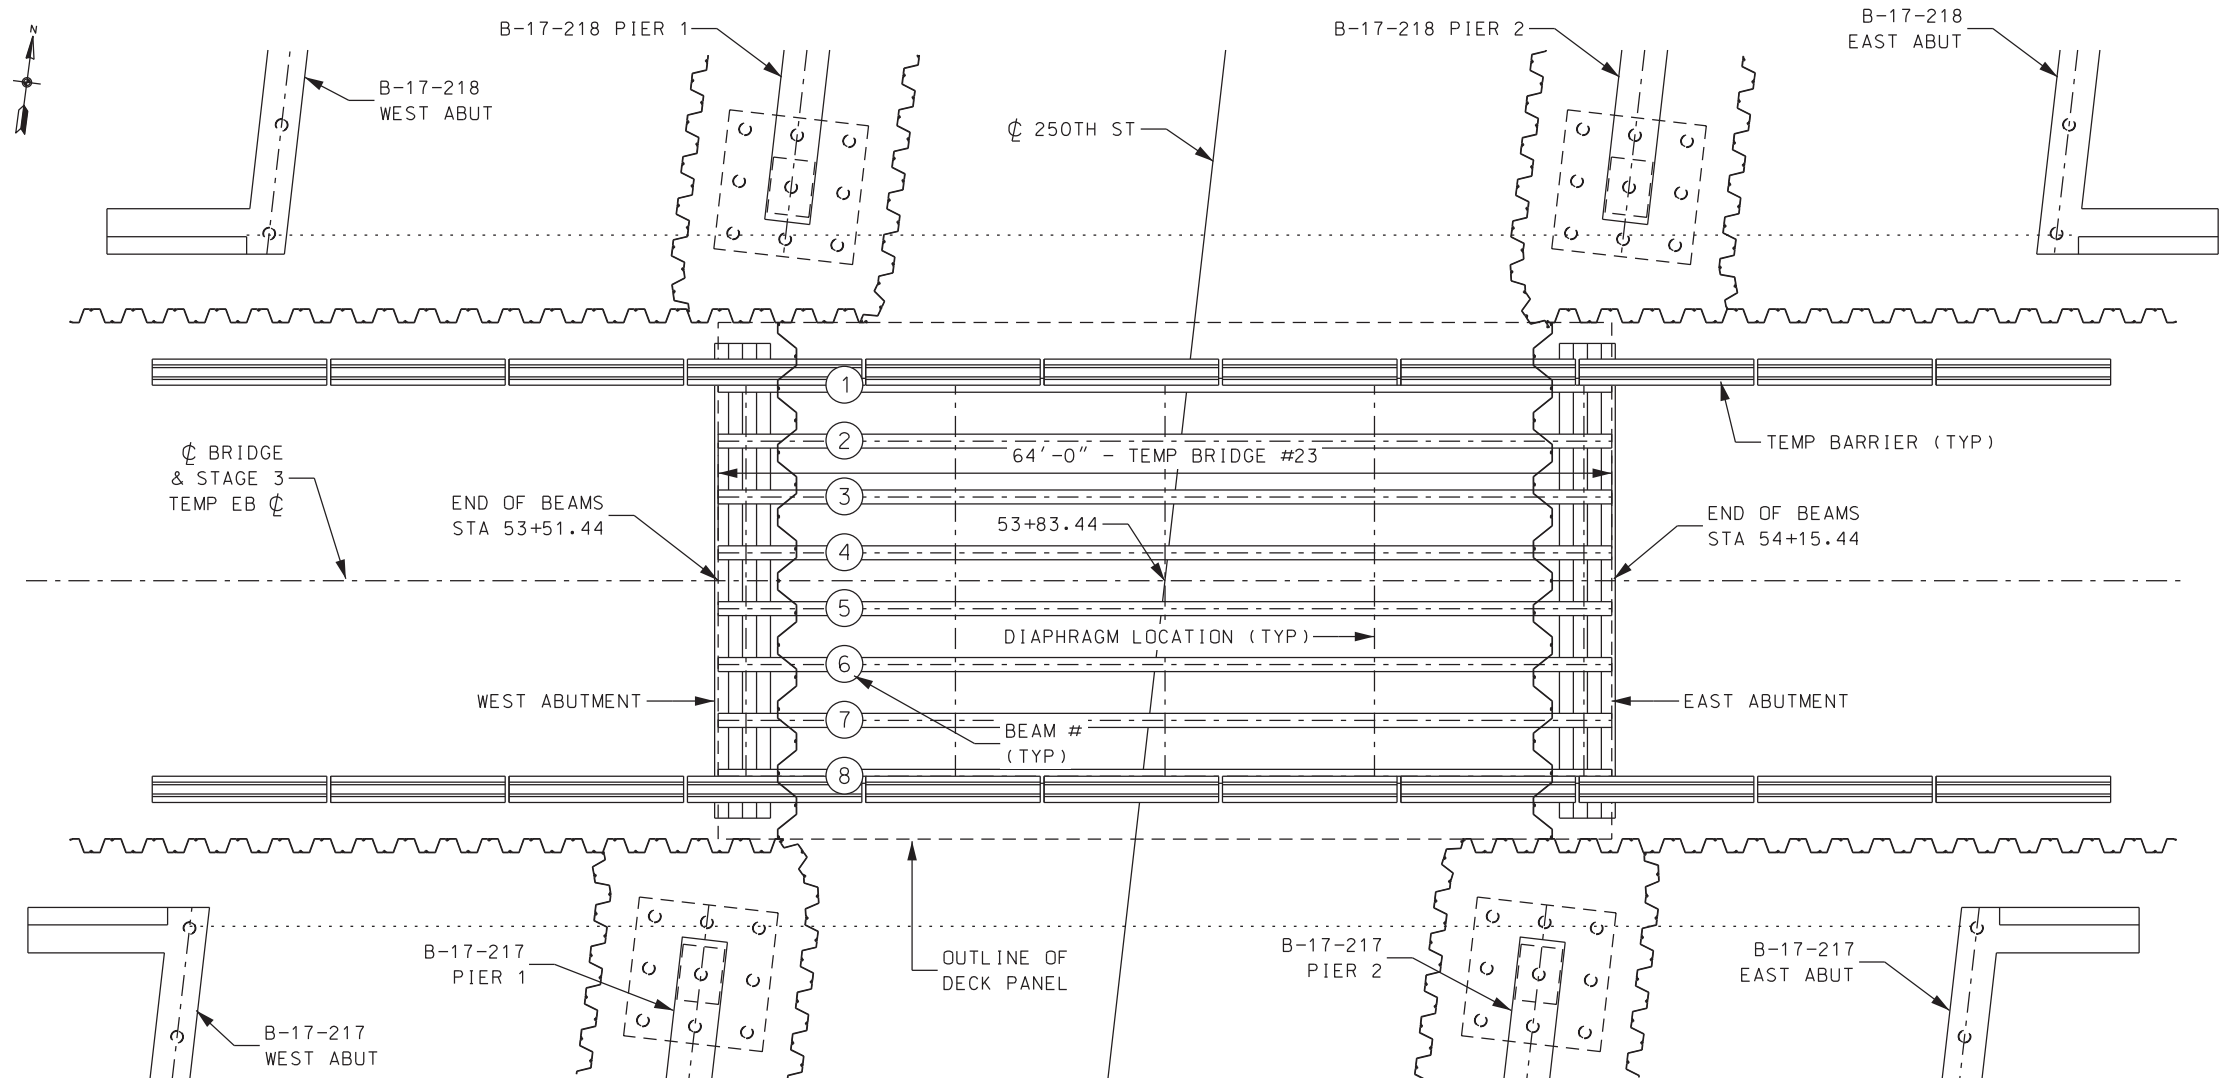 N
B-17-218 PIER 1
B-17-218 PIER 2
B-17-218
EAST ABUT
B-17-218
WEST ABUT
℄ 250TH ST
1
2
3
4
5
6
7
8
64'-0" - TEMP BRIDGE #23
TEMP BARRIER (TYP)
℄ BRIDGE
& STAGE 3
TEMP EB ℄
END OF BEAMS
STA 53+51.44
53+83.44
END OF BEAMS
STA 54+15.44
DIAPHRAGM LOCATION (TYP)
WEST ABUTMENT
EAST ABUTMENT
BEAM #
(TYP)
B-17-217
PIER 1
OUTLINE OF
DECK PANEL
B-17-217
PIER 2
B-17-217
EAST ABUT
B-17-217
WEST ABUT